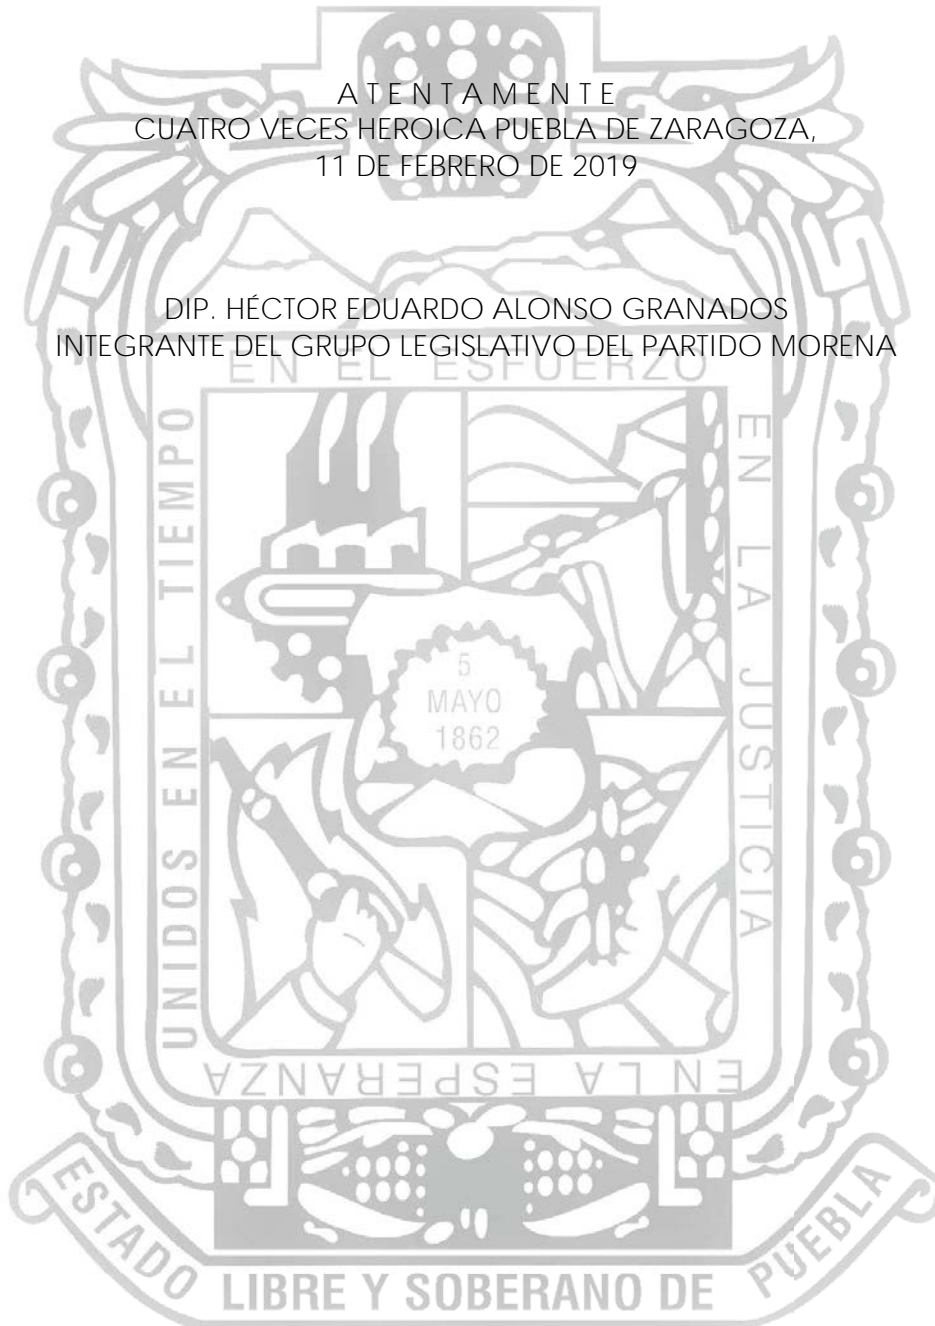 A T E N T A M E N T E
CUATRO VECES HEROICA PUEBLA DE ZARAGOZA,
11 DE FEBRERO DE 2019
DIP. HÉCTOR EDUARDO ALONSO GRANADOS
INTEGRANTE DEL GRUPO LEGISLATIVO DEL PARTIDO MORENA
UNIDOS EN EL TIEMPO
EN EL ESFUERZO
EN LA JUSTICIA
EN LA ESPERANZA
5
MAYO
1862
ESTADO LIBRE Y SOBERANO DE PUEBLA